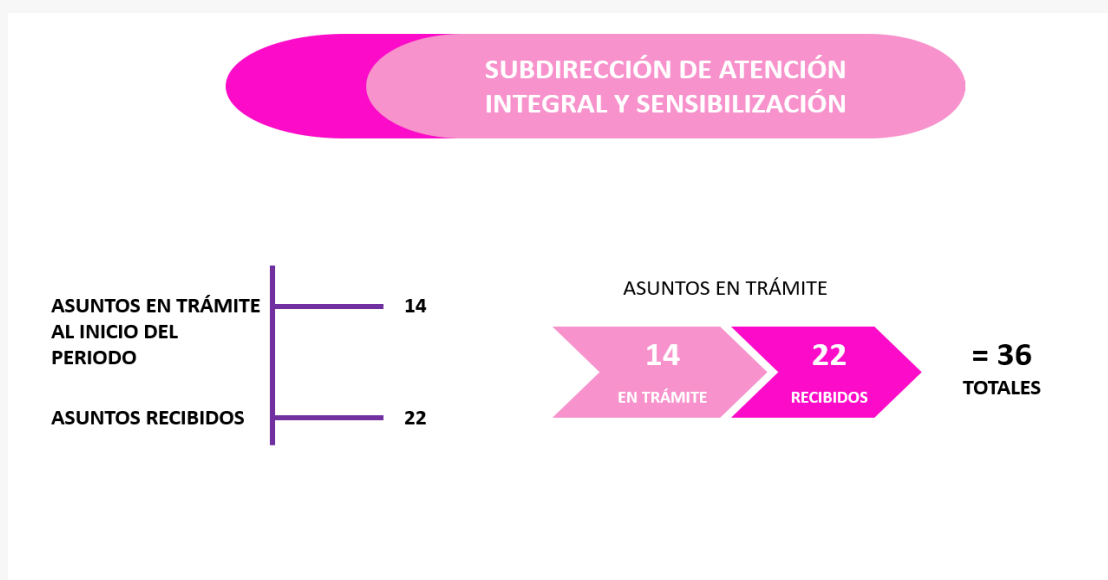 SUBDIRECCIÓN DE ATENCIÓN
INTEGRAL Y SENSIBILIZACIÓN
ASUNTOS EN TRÁMITE
AL INICIO DEL
PERIODO
14
ASUNTOS RECIBIDOS
22
ASUNTOS EN TRÁMITE
14
EN TRÁMITE
22
RECIBIDOS
= 36
TOTALES